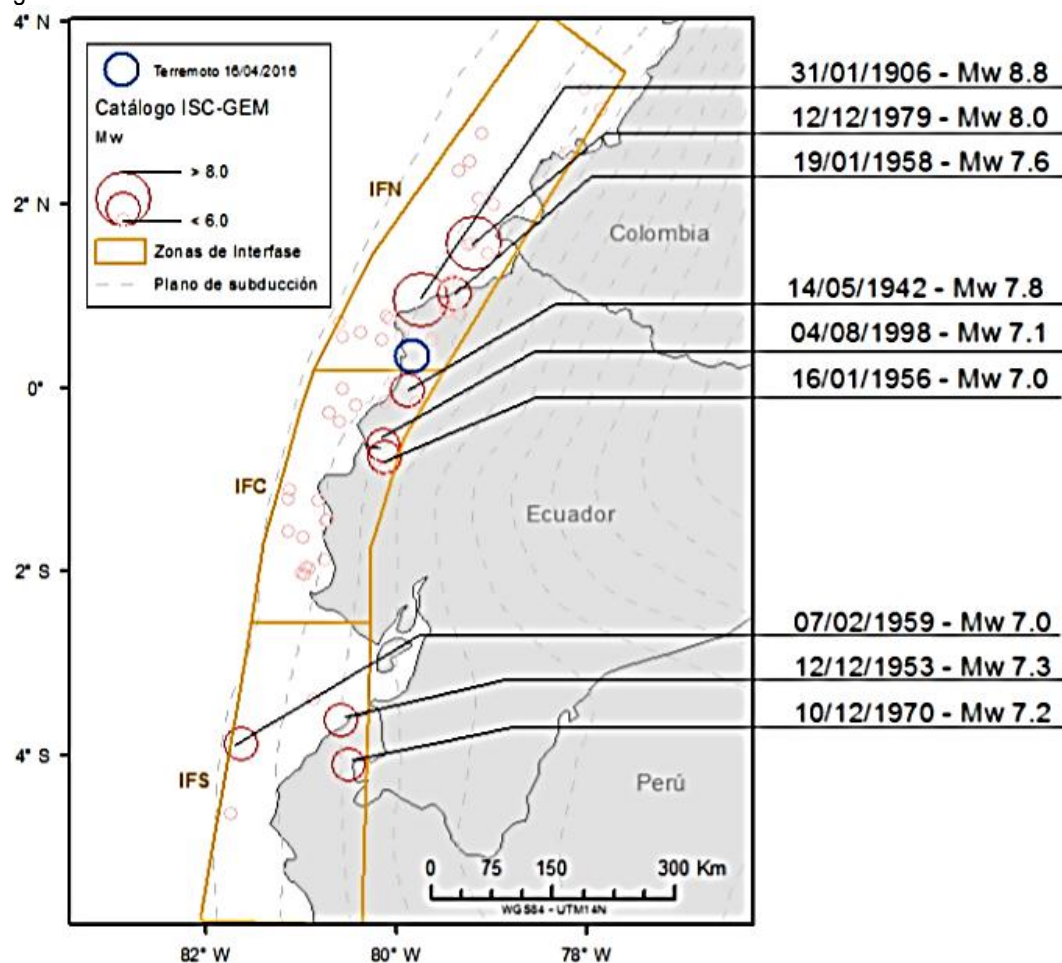 4° N
2° N
0°
2° S
4° S
82° W
80° W
78° W
Terremoto 16/04/2016
Catálogo ISC-GEM
Mw
> 8.0
< 6.0
Zonas de Interfase
Plano de subducción
IFN
IFC
IFS
Colombia
Ecuador
Perú
31/01/1906 - Mw 8.8
12/12/1979 - Mw 8.0
19/01/1958 - Mw 7.6
14/05/1942 - Mw 7.8
04/08/1998 - Mw 7.1
16/01/1956 - Mw 7.0
07/02/1959 - Mw 7.0
12/12/1953 - Mw 7.3
10/12/1970 - Mw 7.2
0 75 150 300 Km
WGS84 - UTM14N